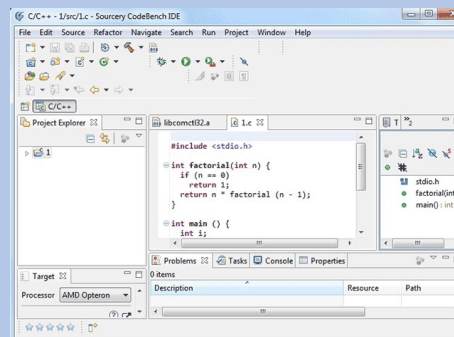 C/C++ - 1/src/1.c - Sourcery CodeBench IDE
File Edit Source Refactor Navigate Search Run Project Window Help
C/C++
Project Explorer
1
libcomctl32.a
1.c
#include <stdio.h>
int factorial(int n) {
if (n == 0)
return 1;
return n * factorial (n - 1);
}
int main () {
int i;
T
2
stdio.h
factorial(int
main() : int
Problems Tasks Console Properties
0 items
Description Resource Path
Target
Processor AMD Opteron